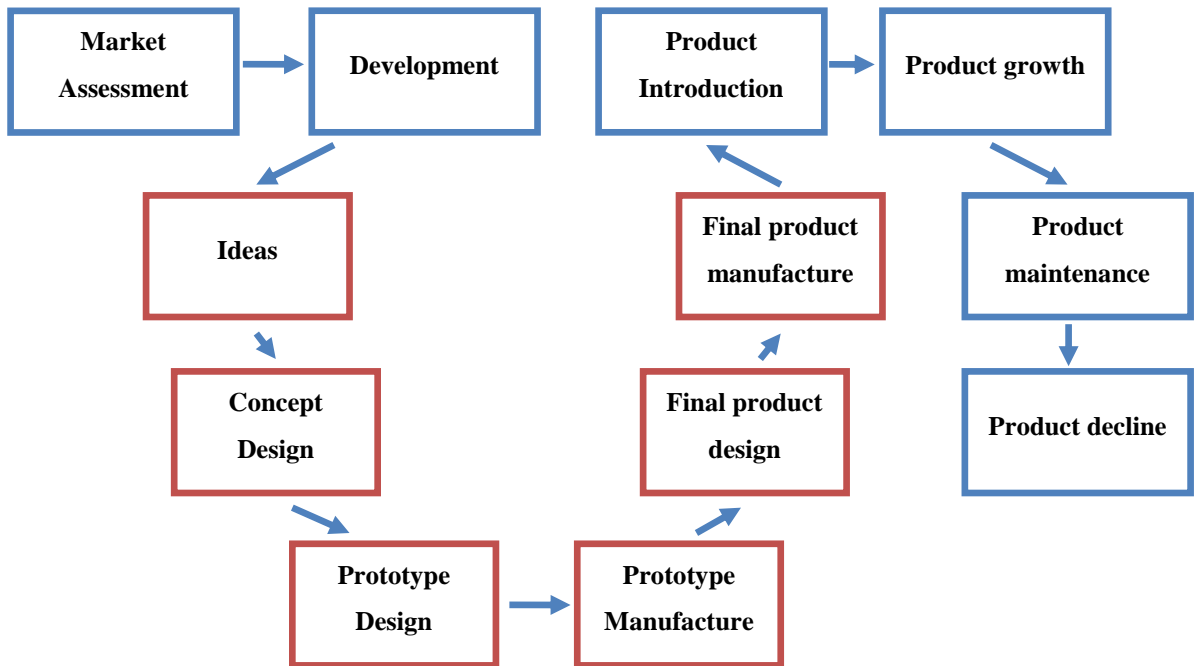 Market
Assessment
Development
Ideas
Concept
Design
Prototype
Design
Prototype
Manufacture
Final product
design
Final product
manufacture
Product
Introduction
Product growth
Product
maintenance
Product decline